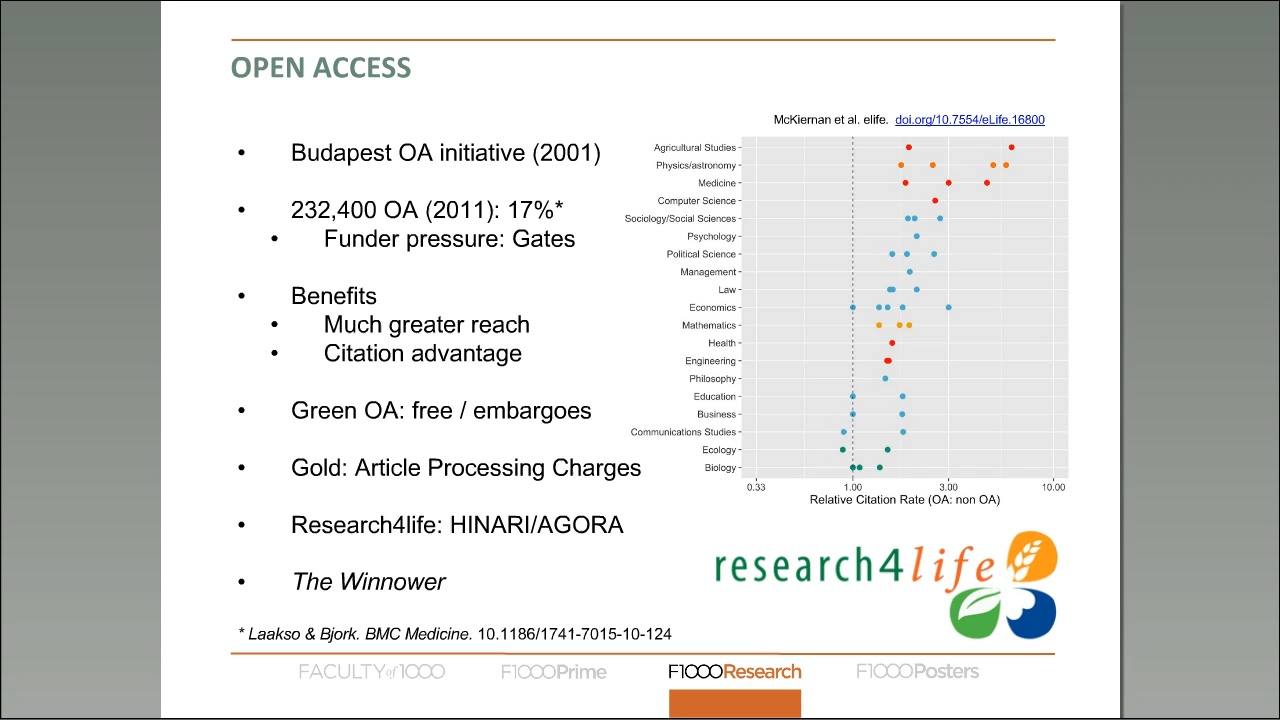 OPEN ACCESS
McKiernan et al. elife. doi.org/10.7554/eLife.16800
• Budapest OA initiative (2001)
• 232,400 OA (2011): 17%*
• Funder pressure: Gates
• Benefits
• Much greater reach
• Citation advantage
• Green OA: free / embargoes
• Gold: Article Processing Charges
• Research4life: HINARI/AGORA
• The Winnower
* Laakso & Bjork. BMC Medicine. 10.1186/1741-7015-10-124
Agricultural Studies
Physics/astronomy
Medicine
Computer Science
Sociology/Social Sciences
Psychology
Political Science
Management
Law
Economics
Mathematics
Health
Engineering
Philosophy
Education
Business
Communications Studies
Ecology
Biology
0.33 1.00 3.00 10.00
Relative Citation Rate (OA: non OA)
research4life
FACULTY of 1000 F1000Prime F1000Research F1000Posters